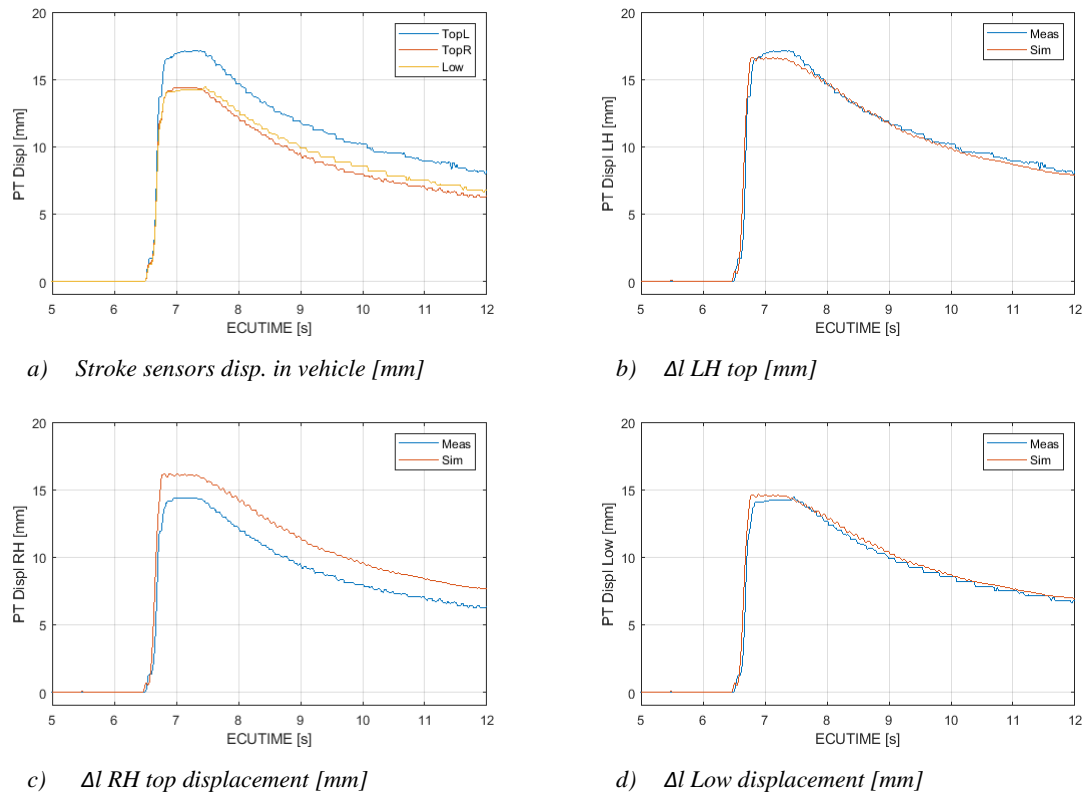 20
15
10
5
0
PT Displ [mm]
TopL
TopR
Low
5 6 7 8 9 10 11 12
ECUTIME [s]
a) Stroke sensors disp. in vehicle [mm]
20
15
10
5
0
PT Displ LH [mm]
Meas
Sim
5 6 7 8 9 10 11 12
ECUTIME [s]
b) Δl LH top [mm]
20
15
10
5
0
PT Displ RH [mm]
Meas
Sim
5 6 7 8 9 10 11 12
ECUTIME [s]
c) Δl RH top displacement [mm]
20
15
10
5
0
PT Displ Low [mm]
Meas
Sim
5 6 7 8 9 10 11 12
ECUTIME [s]
d) Δl Low displacement [mm]